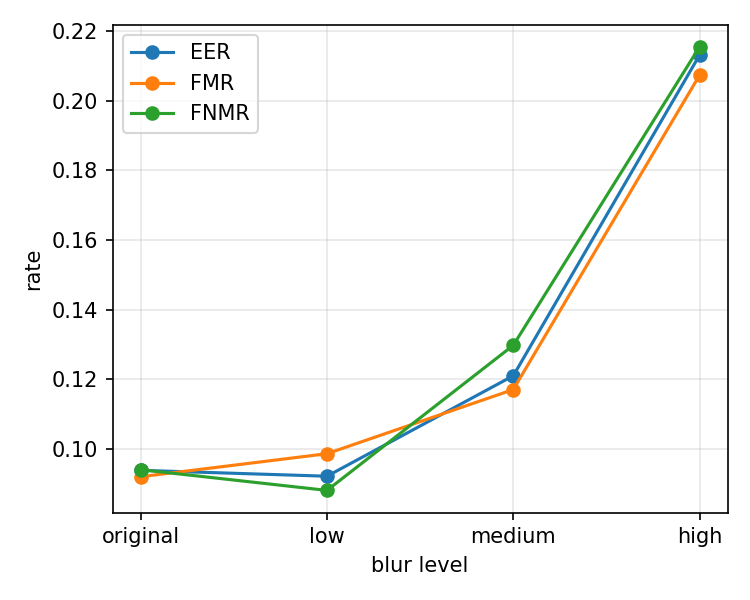 0.22
0.20
0.18
0.16
0.14
0.12
0.10
rate
EER
FMR
FNMR
original low medium high
blur level